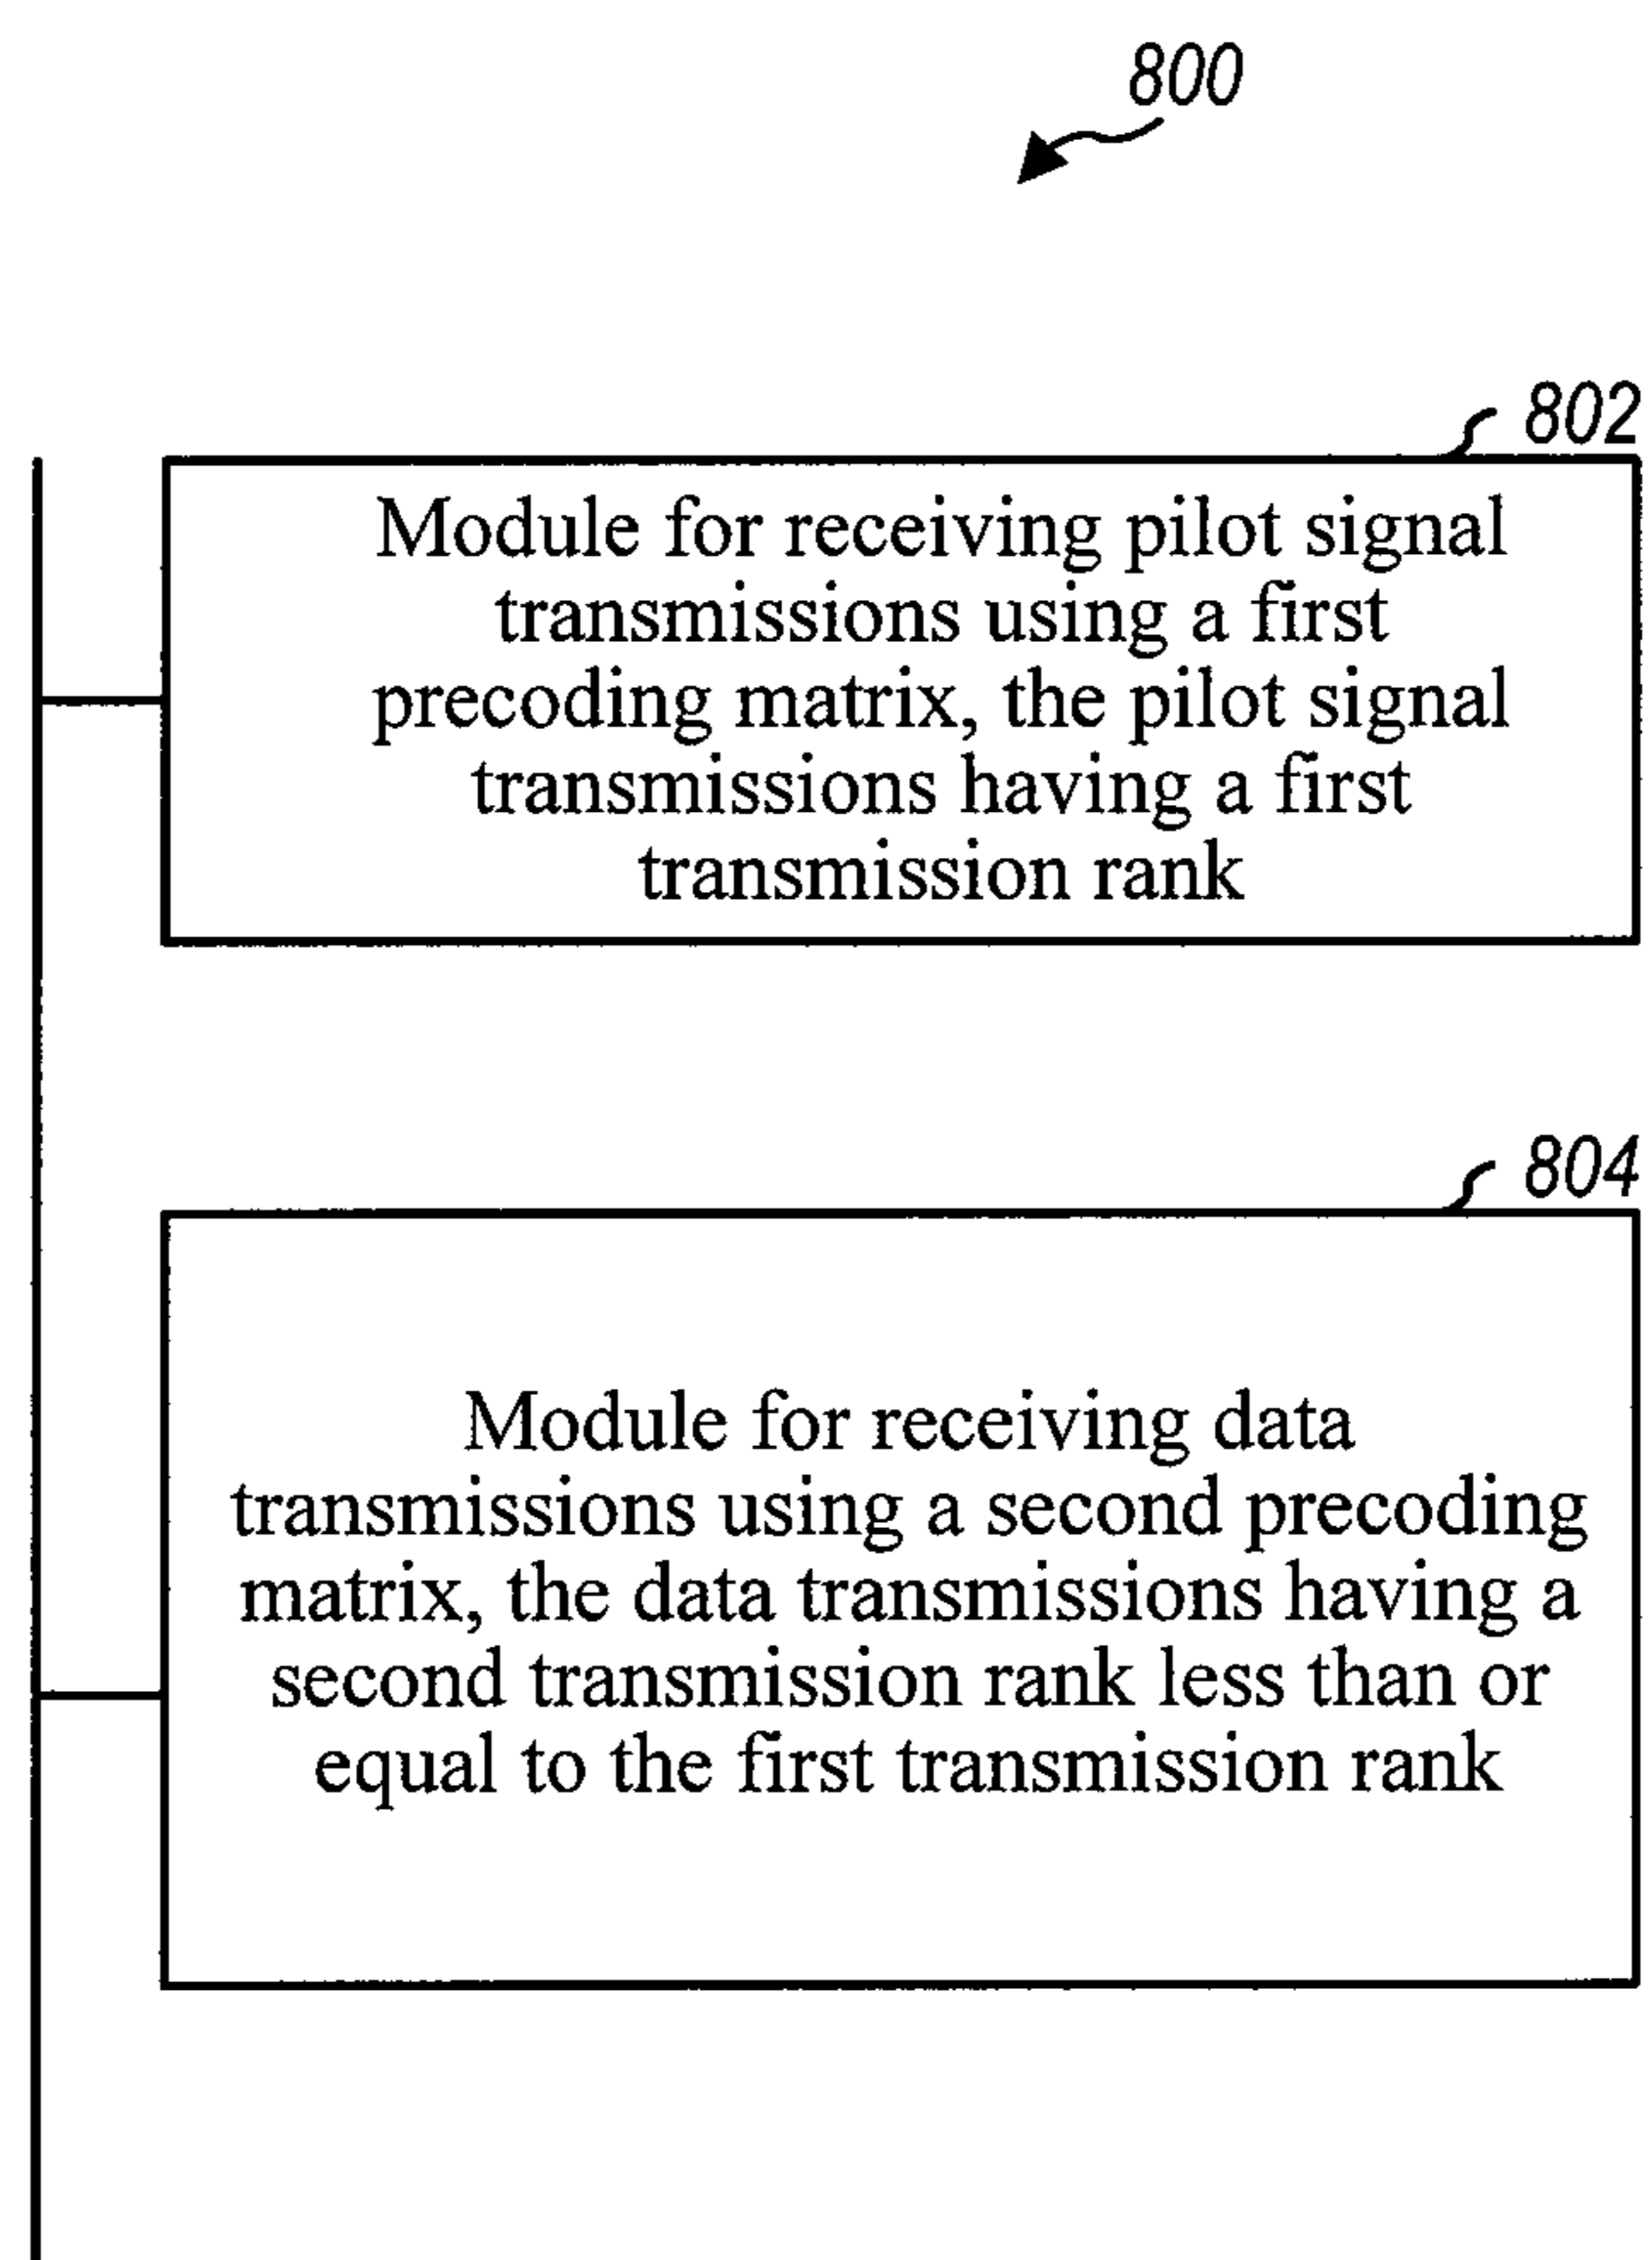 800
802
Module for receiving pilot signal
transmissions using a first
precoding matrix, the pilot signal
transmissions having a first
transmission rank
804
Module for receiving data
transmissions using a second precoding
matrix, the data transmissions having a
second transmission rank less than or
equal to the first transmission rank